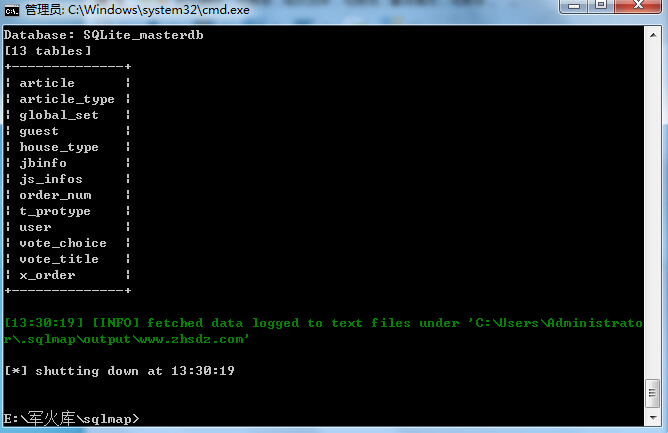 管理员: C:\Windows\system32\cmd.exe
Database: SQLite_masterdb
[13 tables]
+--------------+
¦ article      ¦
¦ article_type ¦
¦ global_set   ¦
¦ guest        ¦
¦ house_type   ¦
¦ jbinfo       ¦
¦ js_infos     ¦
¦ order_num    ¦
¦ t_protype    ¦
¦ user         ¦
¦ vote_choice  ¦
¦ vote_title   ¦
¦ x_order      ¦
+--------------+
[13:30:19] [INFO] fetched data logged to text files under 'C:\Users\Administrato
r\.sqlmap\output\www.zhsdz.com'
[*] shutting down at 13:30:19
E:\军火库\sqlmap>